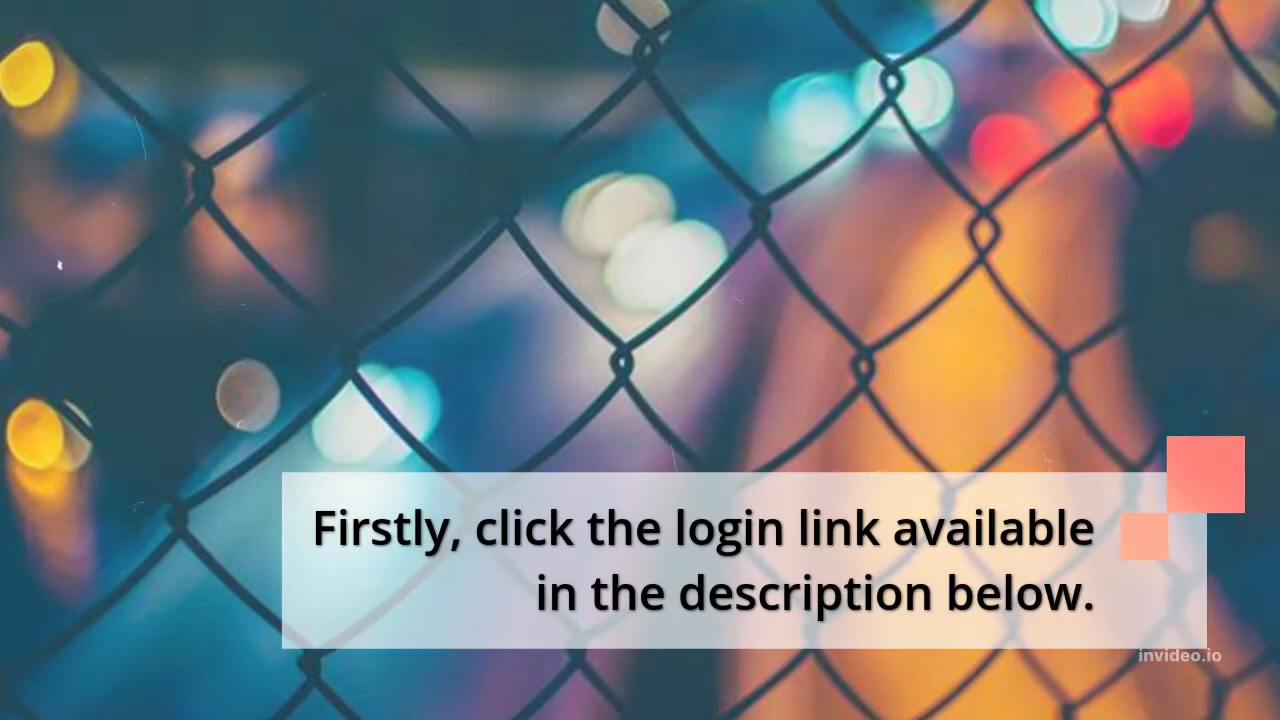 Firstly, click the login link available
in the description below.
invideo.io